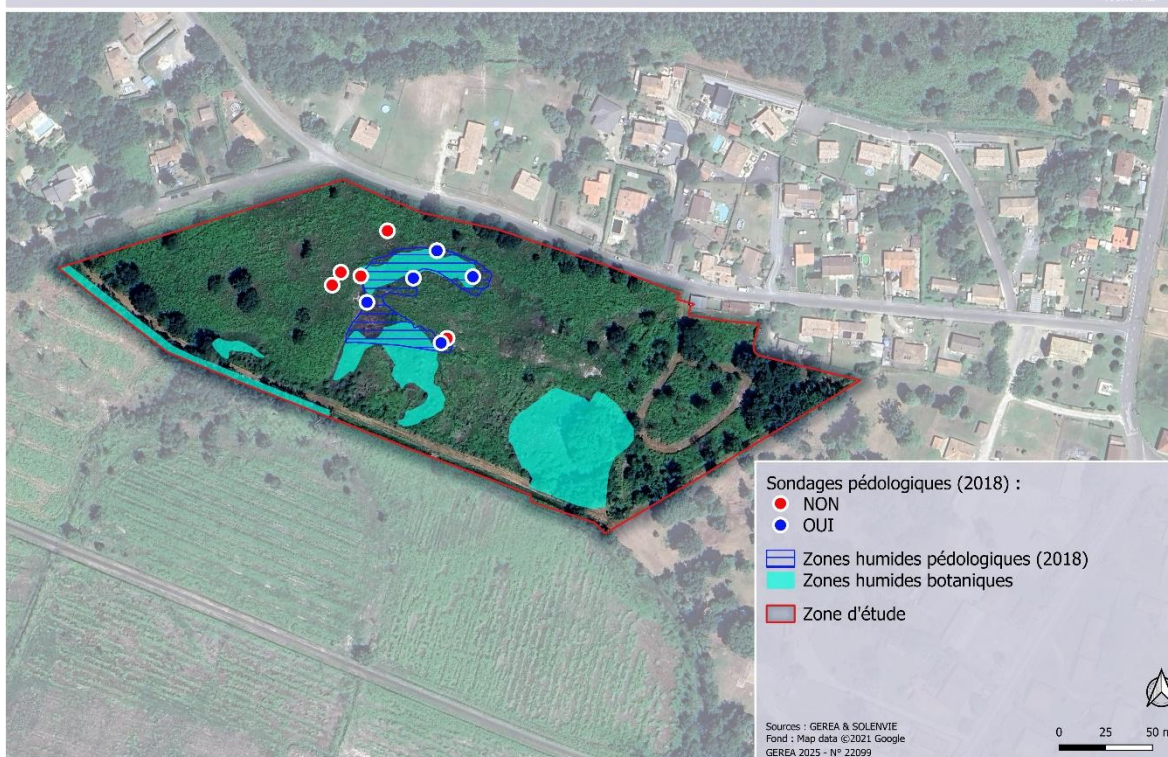 Sondages pédologiques (2018) :
NON
OUI
Zones humides pédologiques (2018)
Zones humides botaniques
Zone d'étude
Sources : GEREA & SOLENVIE
Fond : Map data ©2021 Google
GEREA 2025 - N° 22099
0 25 50 m